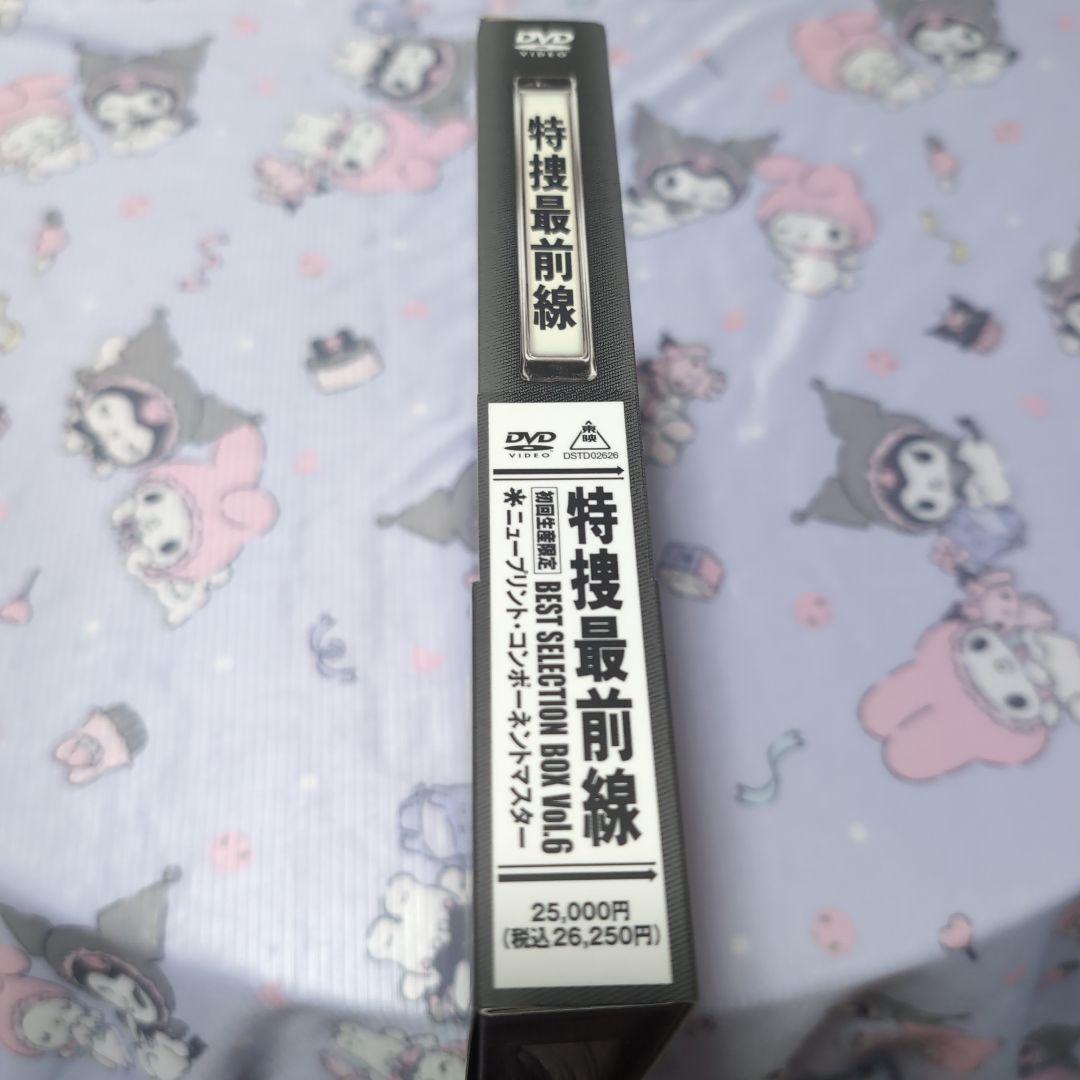 DVD
VIDEO
特捜最前線
DVD
VIDEO
東映
DSTD02626
特捜最前線
初回生産限定 BEST SELECTION BOX Vol.6
＊ニュープリント・コンポーネントマスター
25,000円
(税込26,250円)